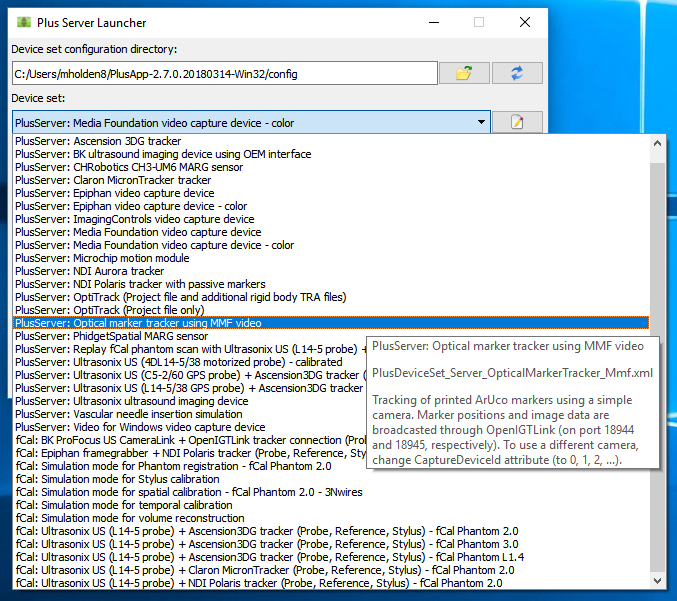 Plus Server Launcher
Device set configuration directory:
C:/Users/mholden8/PlusApp-2.7.0.20180314-Win32/config
Device set:
PlusServer: Media Foundation video capture device - color
PlusServer: Ascension 3DG tracker
PlusServer: BK ultrasound imaging device using OEM interface
PlusServer: CHRobotics CH3-UM6 MARG sensor
PlusServer: Claron MicronTracker tracker
PlusServer: Epiphan video capture device
PlusServer: Epiphan video capture device - color
PlusServer: ImagingControls video capture device
PlusServer: Media Foundation video capture device
PlusServer: Media Foundation video capture device - color
PlusServer: Microchip motion module
PlusServer: NDI Aurora tracker
PlusServer: NDI Polaris tracker with passive markers
PlusServer: OptiTrack (Project file and additional rigid body TRA files)
PlusServer: OptiTrack (Project file only)
PlusServer: Optical marker tracker using MMF video
PlusServer: PhidgetSpatial MARG sensor
PlusServer: Replay fCal phantom scan with Ultrasonix US (L14-5 probe) +
PlusServer: Ultrasonix US (4DL14-5/38 motorized probe) - calibrated
PlusServer: Ultrasonix US (C5-2/60 GPS probe) + Ascension3DG tracker (
PlusServer: Ultrasonix US (L14-5/38 GPS probe) + Ascension3DG tracker
PlusServer: Ultrasonix ultrasound imaging device
PlusServer: Vascular needle insertion simulation
PlusServer: Video for Windows video capture device
fCal: BK ProFocus US CameraLink + OpenIGTLink tracker connection (Pro
fCal: Epiphan framegrabber + NDI Polaris tracker (Probe, Reference, Sty
fCal: Simulation mode for Phantom registration - fCal Phantom 2.0
fCal: Simulation mode for Stylus calibration
fCal: Simulation mode for spatial calibration - fCal Phantom 2.0 - 3Nwires
fCal: Simulation mode for temporal calibration
fCal: Simulation mode for volume reconstruction
fCal: Ultrasonix US (L14-5 probe) + Ascension3DG tracker (Probe, Reference, Stylus) - fCal Phantom 2.0
fCal: Ultrasonix US (L14-5 probe) + Ascension3DG tracker (Probe, Reference, Stylus) - fCal Phantom 3.0
fCal: Ultrasonix US (L14-5 probe) + Ascension3DG tracker (Probe, Reference, Stylus) - fCal Phantom L1.4
fCal: Ultrasonix US (L14-5 probe) + Claron MicronTracker (Probe, Reference, Stylus) - fCal Phantom 2.0
fCal: Ultrasonix US (L14-5 probe) + NDI Polaris tracker (Probe, Reference, Stylus) - fCal Phantom 2.0
PlusServer: Optical marker tracker using MMF video
PlusDeviceSet_Server_OpticalMarkerTracker_Mmf.xml
Tracking of printed ArUco markers using a simple
camera. Marker positions and image data are
broadcasted through OpenIGTLink (on port 18944
and 18945, respectively). To use a different camera,
change CaptureDeviceId attribute (to 0, 1, 2, ...).